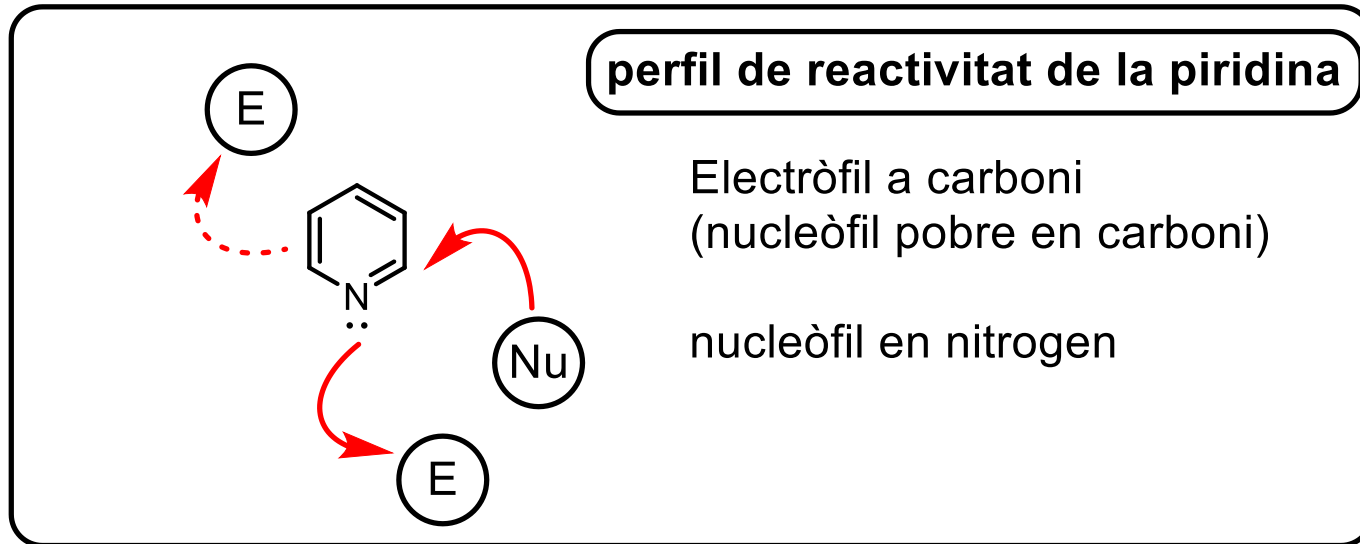 perfil de reactivitat de la piridina
E
Electròfil a carboni
(nucleòfil pobre en carboni)
N
nucleòfil en nitrogen
Nu
E